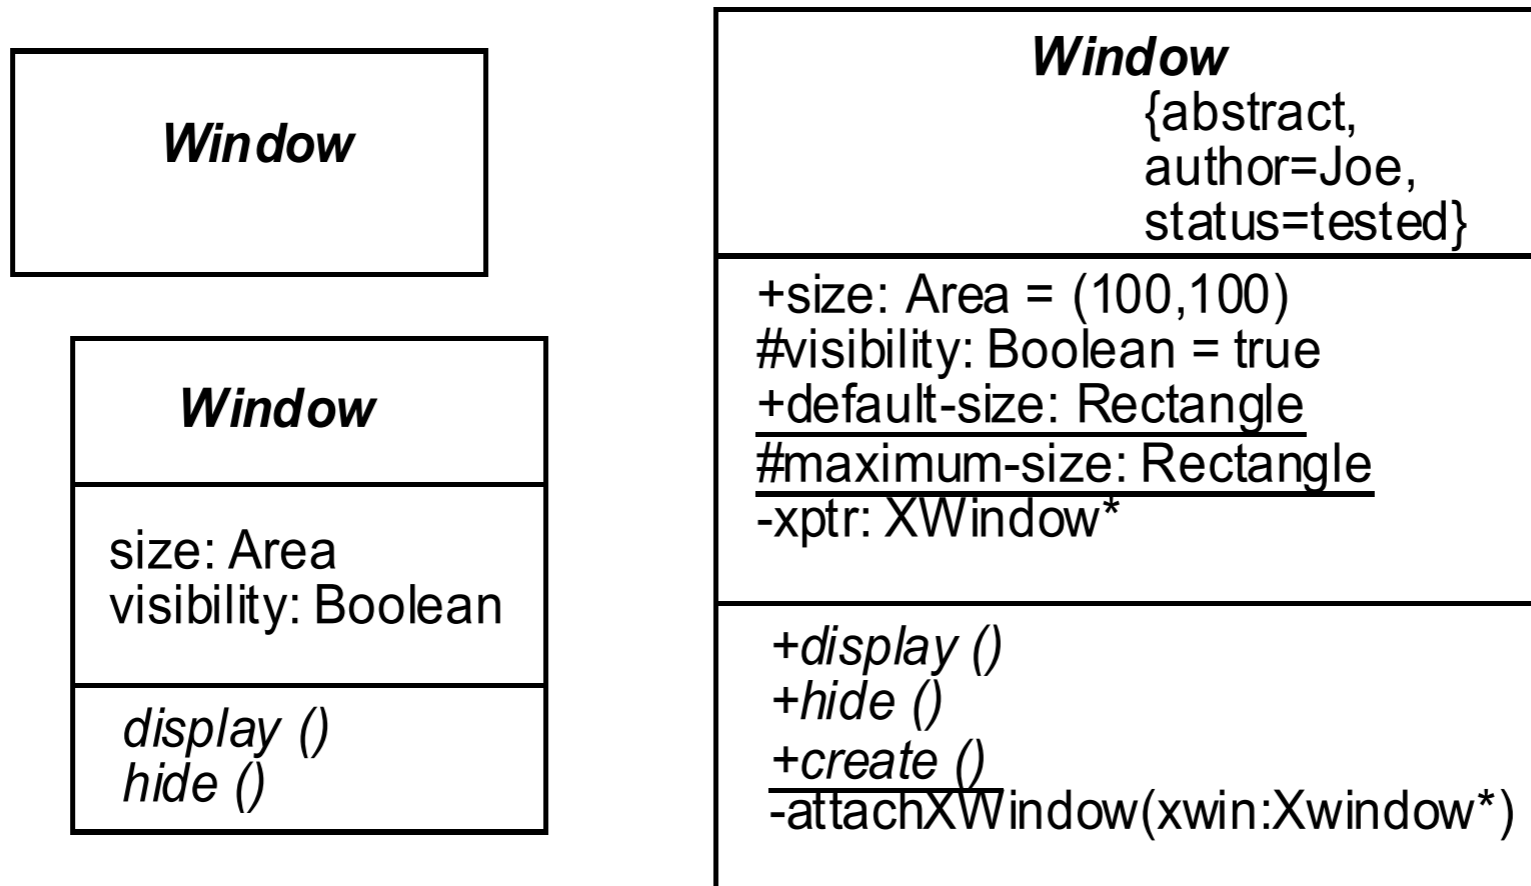 Window
Window
size: Area
visibility: Boolean
display ()
hide ()
Window
{abstract,
author=Joe,
status=tested}
+size: Area = (100,100)
#visibility: Boolean = true
+default-size: Rectangle
#maximum-size: Rectangle
-xptr: XWindow*
+display ()
+hide ()
+create ()
-attachXWindow(xwin:Xwindow*)